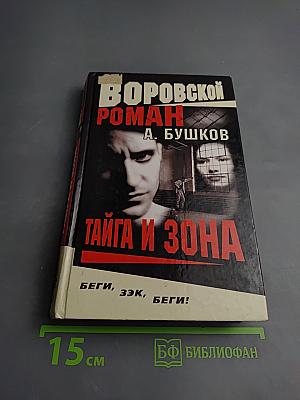 ВОРОВСКОЙ
РОМАН
А. БУШКОВ
ТАЙГА И ЗОНА
БЕГИ, ЗЭК, БЕГИ!
15 см
БФ БИБЛИОФАН